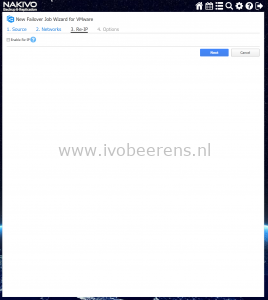 NAKIVO
Backup & Replication
New Failover Job Wizard for VMware
1. Source 2. Networks 3. Re-IP 4. Options
Enable Re-IP
Next Cancel
www.ivobeerens.nl